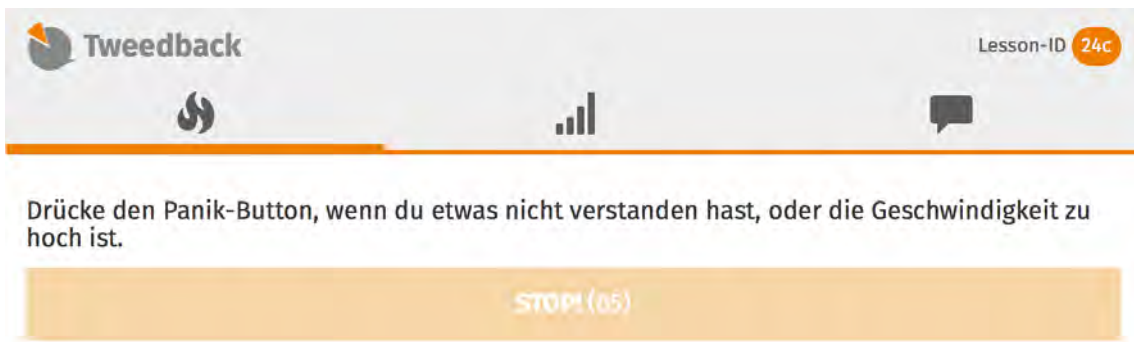 Tweedback
Lesson-ID 24c
Drücke den Panik-Button, wenn du etwas nicht verstanden hast, oder die Geschwindigkeit zu
hoch ist.
STOP! (65)